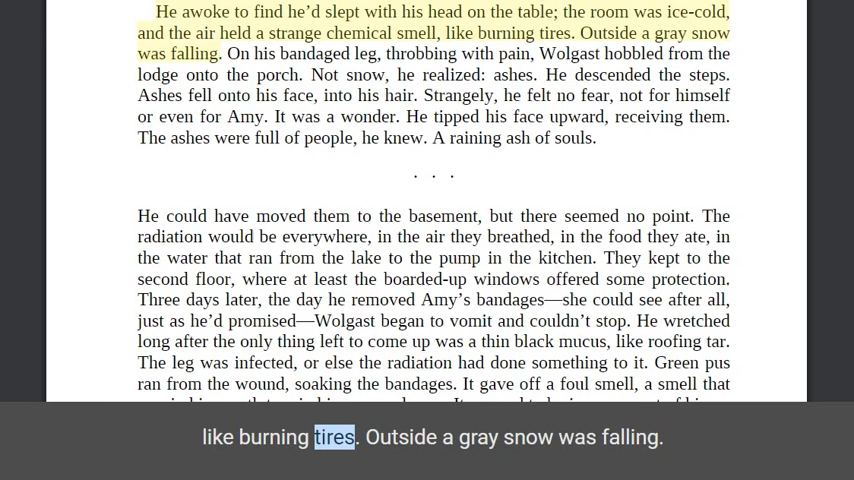 He awoke to find he’d slept with his head on the table; the room was ice-cold,
and the air held a strange chemical smell, like burning tires. Outside a gray snow
was falling. On his bandaged leg, throbbing with pain, Wolgast hobbled from the
lodge onto the porch. Not snow, he realized: ashes. He descended the steps.
Ashes fell onto his face, into his hair. Strangely, he felt no fear, not for himself
or even for Amy. It was a wonder. He tipped his face upward, receiving them.
The ashes were full of people, he knew. A raining ash of souls.
. . .
He could have moved them to the basement, but there seemed no point. The
radiation would be everywhere, in the air they breathed, in the food they ate, in
the water that ran from the lake to the pump in the kitchen. They kept to the
second floor, where at least the boarded-up windows offered some protection.
Three days later, the day he removed Amy’s bandages—she could see after all,
just as he’d promised—Wolgast began to vomit and couldn’t stop. He wretched
long after the only thing left to come up was a thin black mucus, like roofing tar.
The leg was infected, or else the radiation had done something to it. Green pus
ran from the wound, soaking the bandages. It gave off a foul smell, a smell that
like burning tires. Outside a gray snow was falling.